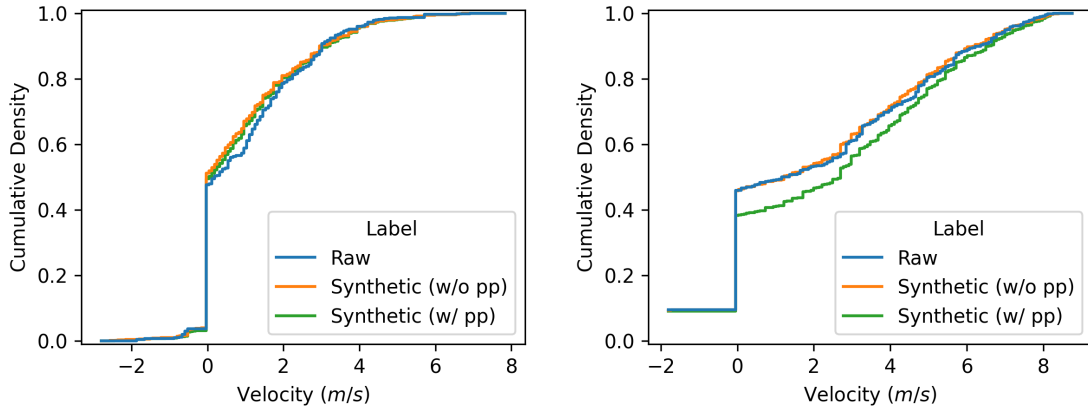 Cumulative Density
1.0
0.8
0.6
0.4
0.2
0.0
Label
Raw
Synthetic (w/o pp)
Synthetic (w/ pp)
−2
0
2
4
6
8
Velocity (m/s)
Cumulative Density
1.0
0.8
0.6
0.4
0.2
0.0
Label
Raw
Synthetic (w/o pp)
Synthetic (w/ pp)
−2
0
2
4
6
8
Velocity (m/s)